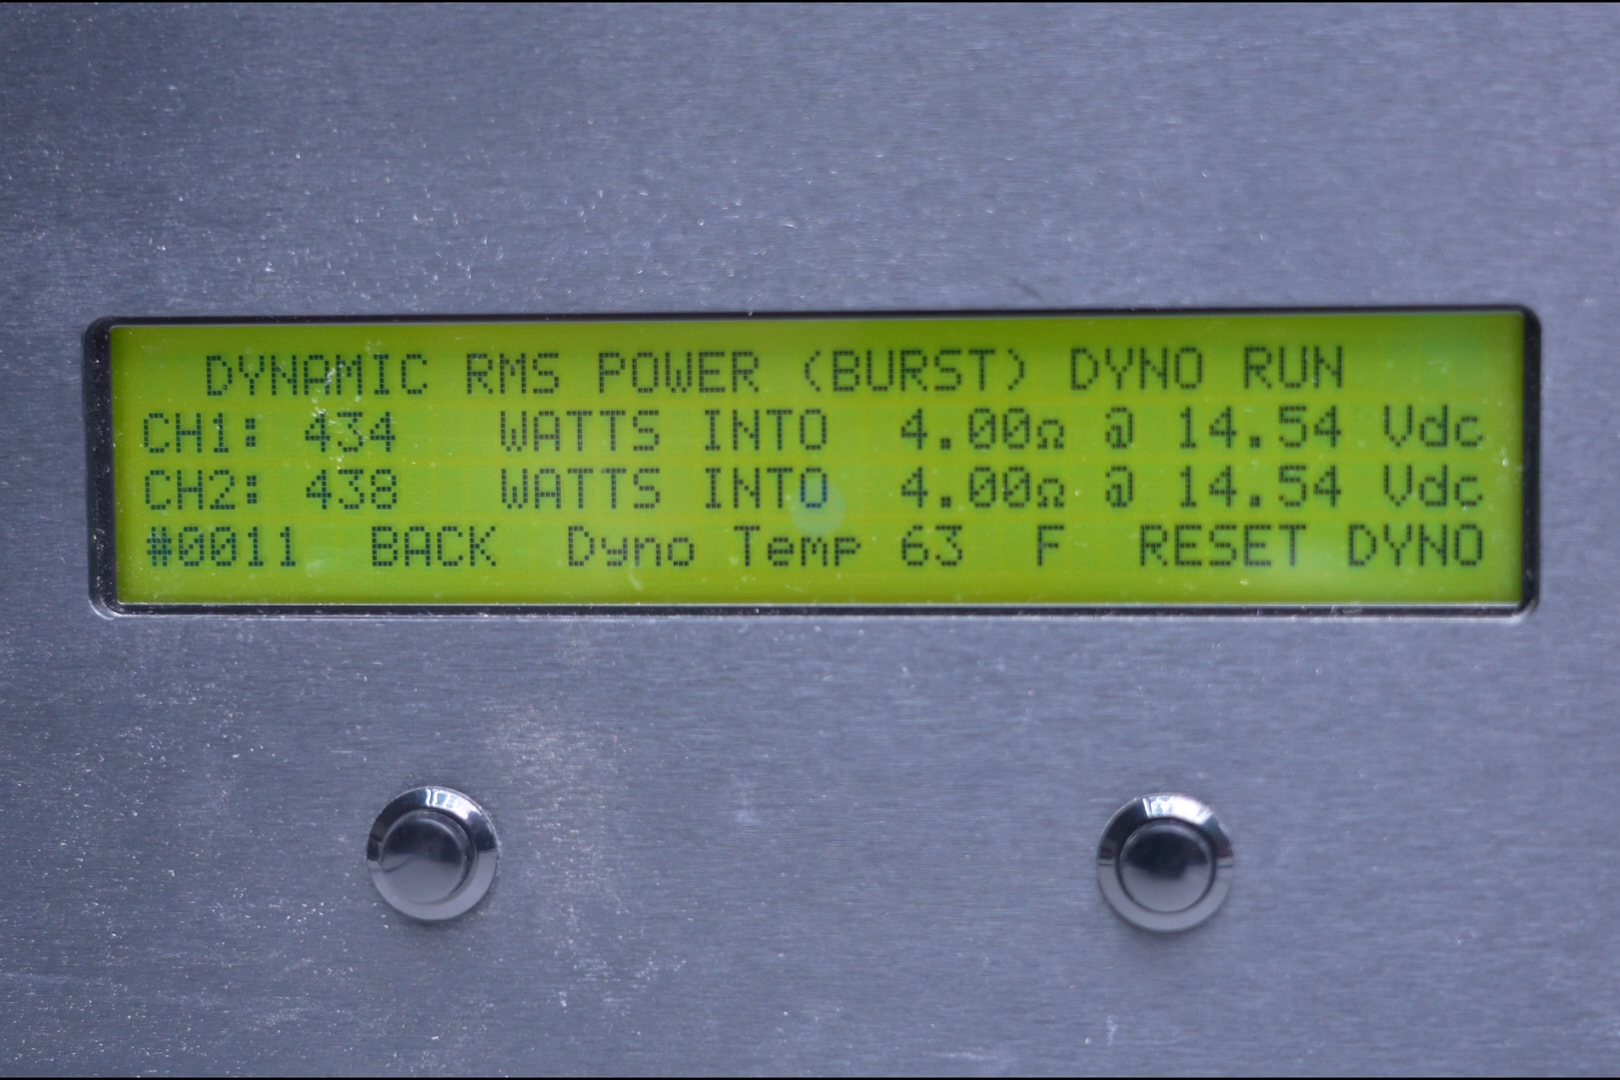 DYNAMIC RMS POWER (BURST) DYNO RUN
CH1: 434 WATTS INTO 4.00Ω @ 14.54 Vdc
CH2: 438 WATTS INTO 4.00Ω @ 14.54 Vdc
#0011 BACK Dyno Temp 63 F RESET DYNO